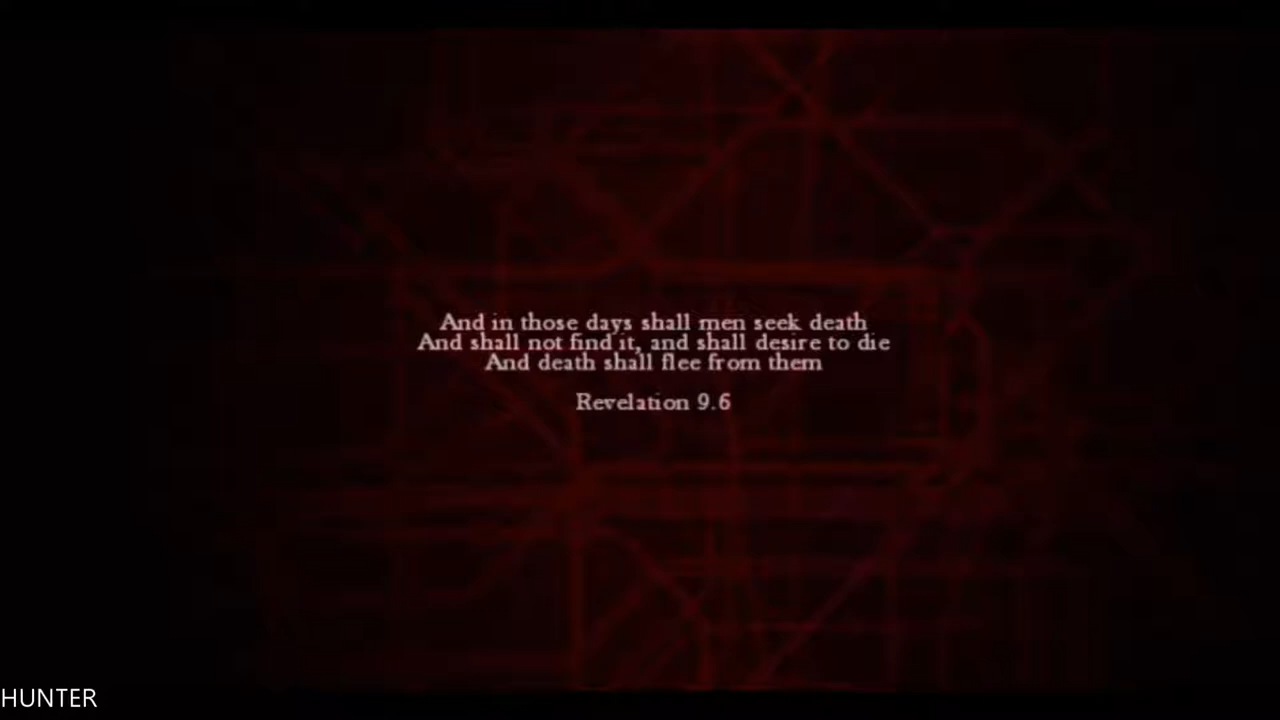 And in those days shall men seek death
And shall not find it, and shall desire to die
And death shall flee from them
Revelation 9.6
HUNTER